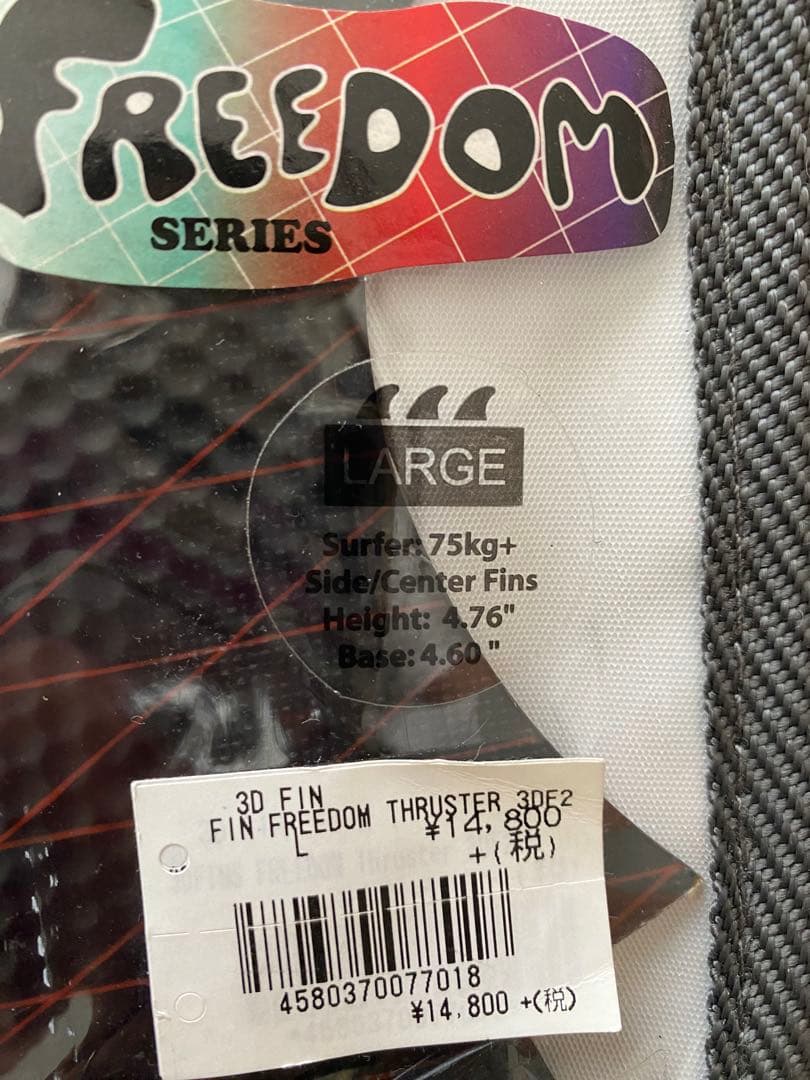 FREEDOM
SERIES
LARGE
Surfer: 75kg+
Side/Center Fins
Height: 4.76"
Base: 4.60 "
3D FIN
FIN FREEDOM THRUSTER 3DF2
L
¥14,800
+(税)
4580370077018
¥14,800 +(税)